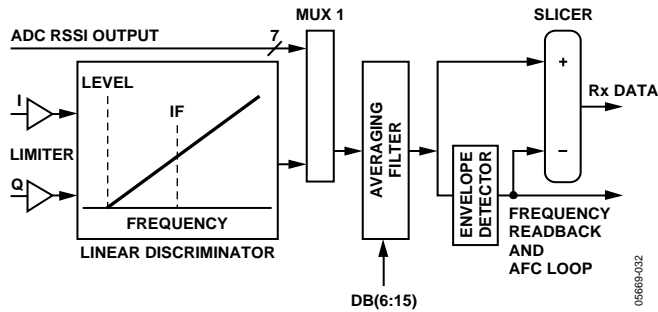 MUX 1
SLICER
ADC RSSI OUTPUT
7
LEVEL
IF
I
LIMITER
Q
FREQUENCY
LINEAR DISCRIMINATOR
AVERAGING
FILTER
DB(6:15)
ENVELOPE
DETECTOR
+
–
Rx DATA
FREQUENCY
READBACK
AND
AFC LOOP
05669-032